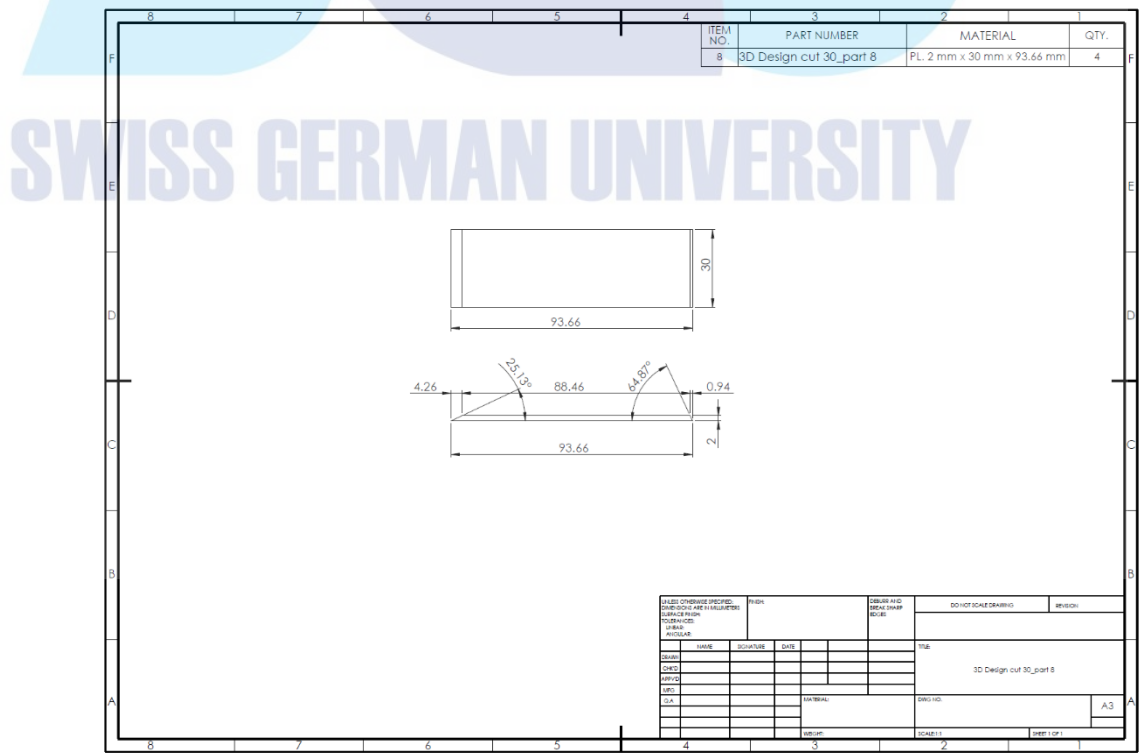 8 7 6 5 4 3 2 1
ITEM NO. PART NUMBER MATERIAL QTY.
8 3D Design cut 30_part 8 PL. 2 mm x 30 mm x 93.66 mm 4
F F
SWISS GERMAN UNIVERSITY
E E
30
D D
93.66
25.13° 64.87°
4.26 88.46 0.94
2
C C
93.66
B B
UNLESS OTHERWISE SPECIFIED:
DIMENSIONS ARE IN MILLIMETERS
SURFACE FINISH:
TOLERANCES:
LINEAR:
ANGULAR:
FINISH:
DEBURR AND
BREAK SHARP
EDGES
DO NOT SCALE DRAWING REVISION
NAME SIGNATURE DATE
TITLE:
DRAWN
CHK'D
APPV'D
MFG
Q.A
3D Design cut 30_part 8
MATERIAL:
DWG NO.
A3
A A
WEIGHT:
SCALE:1:1
SHEET 1 OF 1
8 7 6 5 4 3 2 1